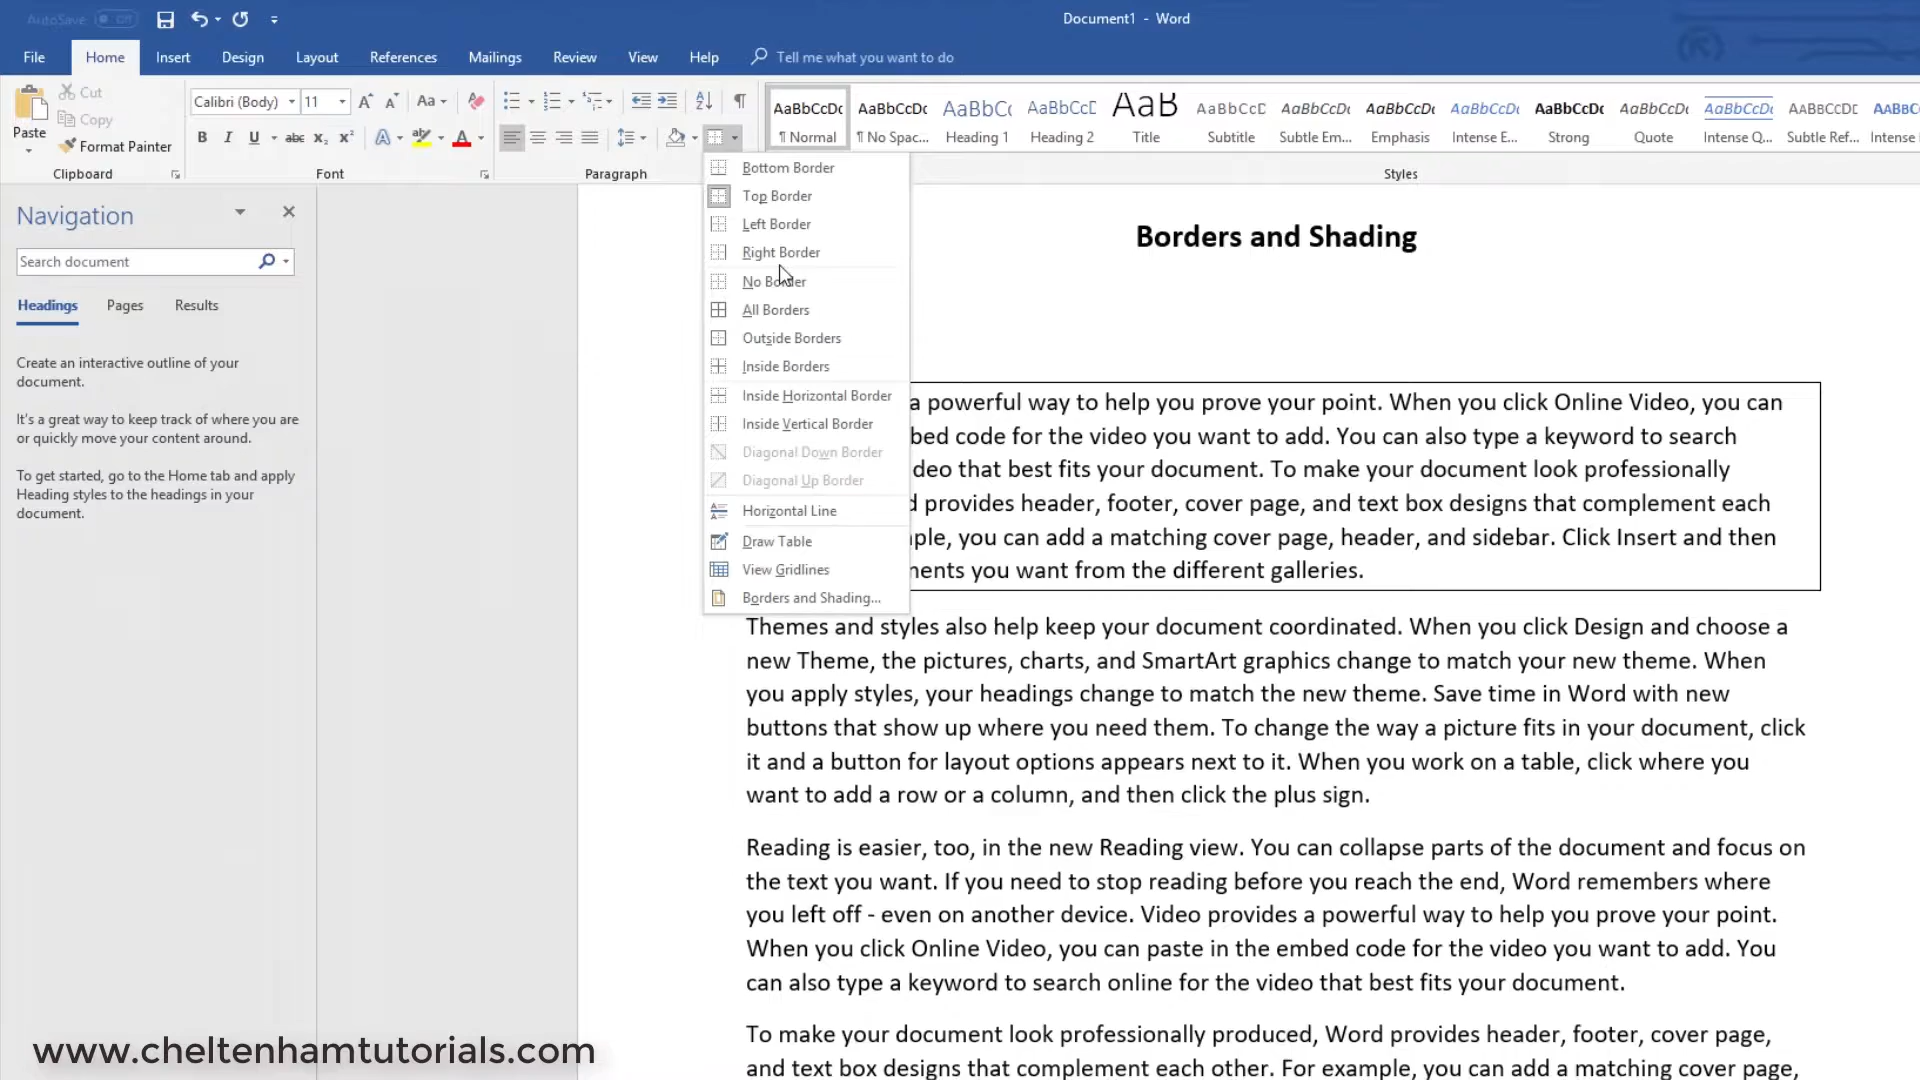 AutoSave Off
Document1 - Word
File Home Insert Design Layout References Mailings Review View Help Tell me what you want to do
Paste
Cut
Copy
Format Painter
Clipboard
Calibri (Body) 11 Aa
B I U abc x₂ x² A A
Font
Paragraph
AaBbCcDc AaBbCcDc AaBbC AaBbCcD AaB AaBbCcD AaBbCcDc AaBbCcDc AaBbCcDc AaBbCcDc AaBbCcDc AaBbCcDc AaBbCcDc AaBbC
¶ Normal ¶ No Spac... Heading 1 Heading 2 Title Subtitle Subtle Em... Emphasis Intense E... Strong Quote Intense Q... Subtle Ref... Intense
Styles
Navigation
Search document
Headings Pages Results
Create an interactive outline of your
document.
It's a great way to keep track of where you are
or quickly move your content around.
To get started, go to the Home tab and apply
Heading styles to the headings in your
document.
Bottom Border
Top Border
Left Border
Right Border
No Border
All Borders
Outside Borders
Inside Borders
Inside Horizontal Border
Inside Vertical Border
Diagonal Down Border
Diagonal Up Border
Horizontal Line
Draw Table
View Gridlines
Borders and Shading...
Borders and Shading
a powerful way to help you prove your point. When you click Online Video, you can
bed code for the video you want to add. You can also type a keyword to search
deo that best fits your document. To make your document look professionally
d provides header, footer, cover page, and text box designs that complement each
ple, you can add a matching cover page, header, and sidebar. Click Insert and then
ents you want from the different galleries.
Themes and styles also help keep your document coordinated. When you click Design and choose a
new Theme, the pictures, charts, and SmartArt graphics change to match your new theme. When
you apply styles, your headings change to match the new theme. Save time in Word with new
buttons that show up where you need them. To change the way a picture fits in your document, click
it and a button for layout options appears next to it. When you work on a table, click where you
want to add a row or a column, and then click the plus sign.
Reading is easier, too, in the new Reading view. You can collapse parts of the document and focus on
the text you want. If you need to stop reading before you reach the end, Word remembers where
you left off - even on another device. Video provides a powerful way to help you prove your point.
When you click Online Video, you can paste in the embed code for the video you want to add. You
can also type a keyword to search online for the video that best fits your document.
To make your document look professionally produced, Word provides header, footer, cover page,
and text box designs that complement each other. For example, you can add a matching cover page,
www.cheltenhamtutorials.com